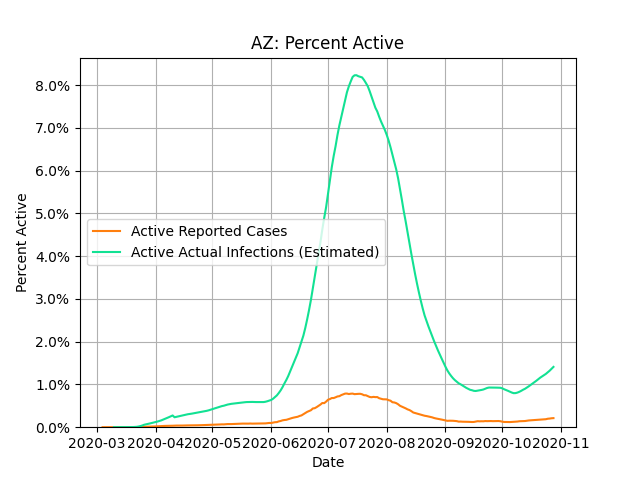 AZ: Percent Active
Percent Active
8.0%
7.0%
6.0%
5.0%
4.0%
3.0%
2.0%
1.0%
0.0%
Active Reported Cases
Active Actual Infections (Estimated)
2020-03 2020-04 2020-05 2020-06 2020-07 2020-08 2020-09 2020-10 2020-11
Date